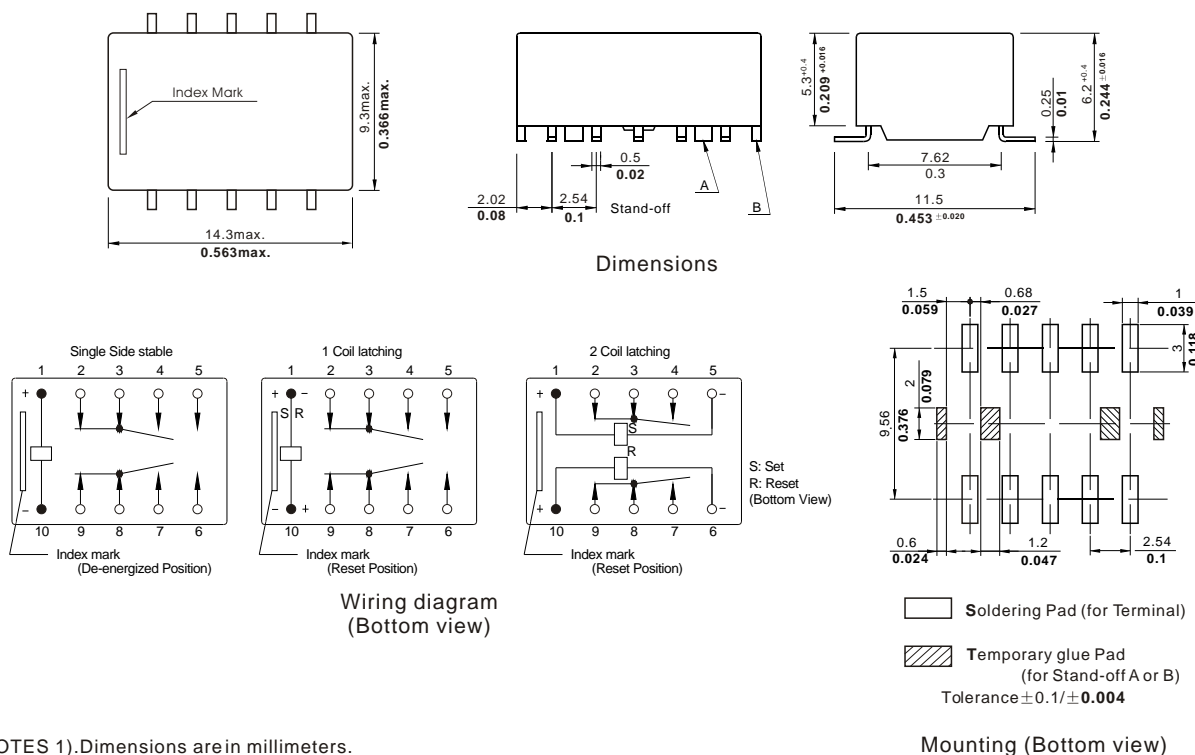 Index Mark
9.3max.
0.366max.
14.3max.
0.563max.
0.5
0.02
2.02
0.08
2.54
0.1
Stand-off
A
B
5.3+0.4
0.209 +0.016
0.25
0.01
6.2+0.4
0.244±0.016
7.62
0.3
11.5
0.453 ±0.020
Dimensions
Single Side stable
1 2 3 4 5
+
−
10 9 8 7 6
Index mark
(De-energized Position)
1 Coil latching
1 2 3 4 5
+ −
S R
− +
10 9 8 7 6
Index mark
(Reset Position)
2 Coil latching
1 2 3 4 5
+ −
S
R
+ −
10 9 8 7 6
Index mark
(Reset Position)
S: Set
R: Reset
(Bottom View)
Wiring diagram
(Bottom view)
1.5
0.059
0.68
0.027
1
0.039
3
0.118
2
0.079
9.56
0.376
0.6
0.024
1.2
0.047
2.54
0.1
Soldering Pad (for Terminal)
Temporary glue Pad
(for Stand-off A or B)
Tolerance±0.1/±0.004
Mounting (Bottom view)
OTES 1).Dimensions are in millimeters.